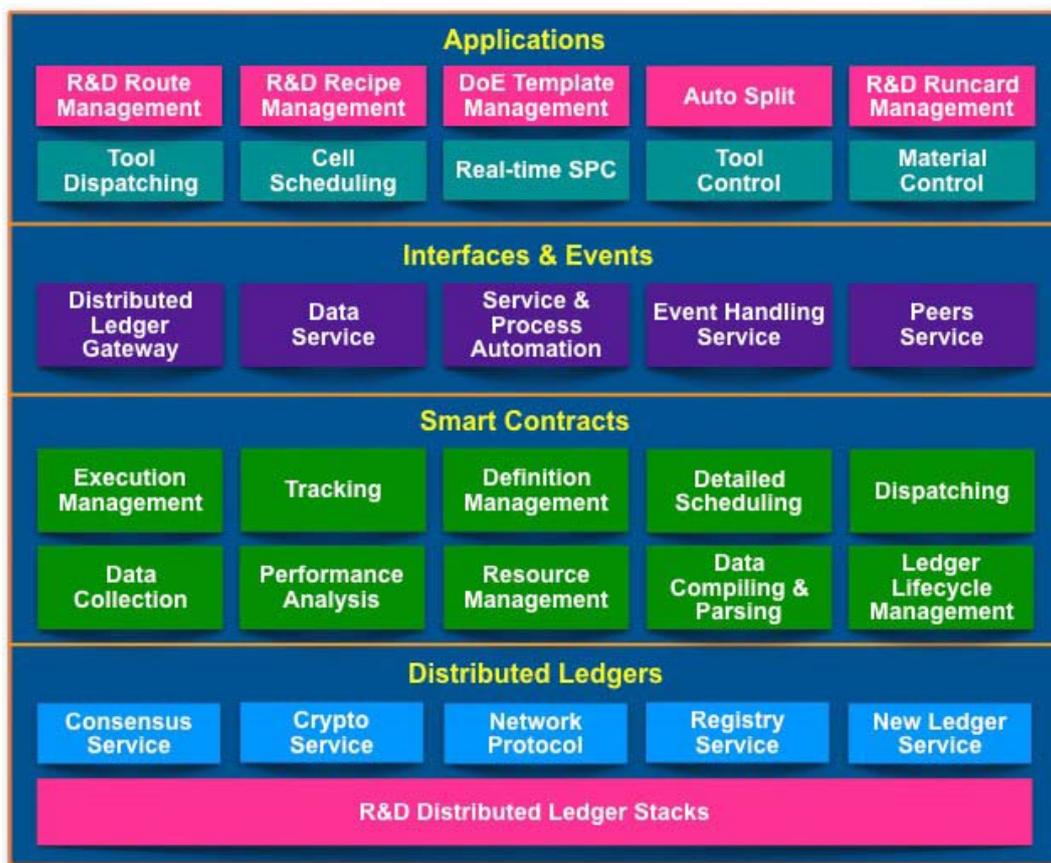 Applications
R&D Route
Management
R&D Recipe
Management
DoE Template
Management
Auto Split
R&D Runcard
Management
Tool
Dispatching
Cell
Scheduling
Real-time SPC
Tool
Control
Material
Control
Interfaces & Events
Distributed
Ledger
Gateway
Data
Service
Service &
Process
Automation
Event Handling
Service
Peers
Service
Smart Contracts
Execution
Management
Tracking
Definition
Management
Detailed
Scheduling
Dispatching
Data
Collection
Performance
Analysis
Resource
Management
Data
Compiling &
Parsing
Ledger
Lifecycle
Management
Distributed Ledgers
Consensus
Service
Crypto
Service
Network
Protocol
Registry
Service
New Ledger
Service
R&D Distributed Ledger Stacks